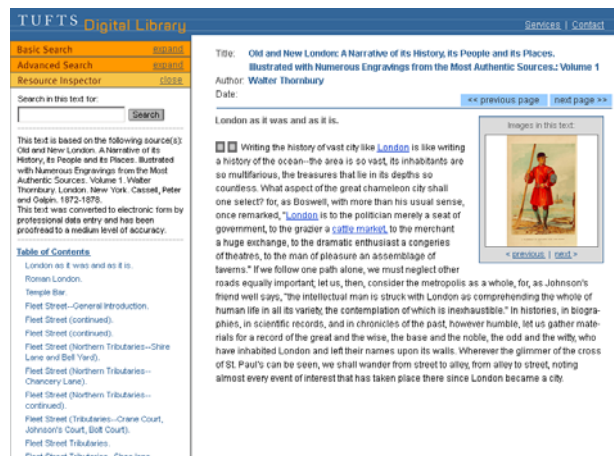 TUFTS Digital Library
Services | Contact
Basic Search expand
Advanced Search expand
Resource Inspector close
Search in this text for:
Search
This text is based on the following source(s):
Old and New London: A Narrative of its
History, its People and its Places. Illustrated
with Numerous Engravings from the Most
Authentic Sources. Volume 1. Walter
Thornbury. London. New York. Cassell, Peter
and Galpin. 1872-1878.
This text was converted to electronic form by
professional data entry and has been
proofread to a medium level of accuracy.
Table of Contents
London as it was and as it is.
Roman London.
Temple Bar.
Fleet Street--General Introduction.
Fleet Street (continued).
Fleet Street (continued).
Fleet Street (Northern Tributaries--Shire
Lane and Bell Yard).
Fleet Street (Northern Tributaries--
Chancery Lane).
Fleet Street (Northern Tributaries--
continued).
Fleet Street (Tributaries--Crane Court,
Johnson's Court, Bolt Court).
Fleet Street Tributaries.
Fleet Street Tributaries--Shoe lane
Title: Old and New London: A Narrative of its History, its People and its Places.
Illustrated with Numerous Engravings from the Most Authentic Sources.: Volume 1
Author: Walter Thornbury
Date:
<< previous page next page >>
London as it was and as it is.
Writing the history of vast city like London is like writing
a history of the ocean--the area is so vast, its inhabitants are
so multifarious, the treasures that lie in its depths so
countless. What aspect of the great chameleon city shall
one select? for, as Boswell, with more than his usual sense,
once remarked, "London is to the politician merely a seat of
government, to the grazier a cattle market, to the merchant
a huge exchange, to the dramatic enthusiast a congeries
of theatres, to the man of pleasure an assemblage of
taverns." If we follow one path alone, we must neglect other
roads equally important; let us, then, consider the metropolis as a whole, for, as Johnson's
friend well says, "the intellectual man is struck with London as comprehending the whole of
human life in all its variety, the contemplation of which is inexhaustible." In histories, in biogra-
phies, in scientific records, and in chronicles of the past, however humble, let us gather mate-
rials for a record of the great and the wise, the base and the noble, the odd and the witty, who
have inhabited London and left their names upon its walls. Wherever the glimmer of the cross
of St. Paul's can be seen, we shall wander from street to alley, from alley to street, noting
almost every event of interest that has taken place there since London became a city.
Images in this text:
< previous | next >